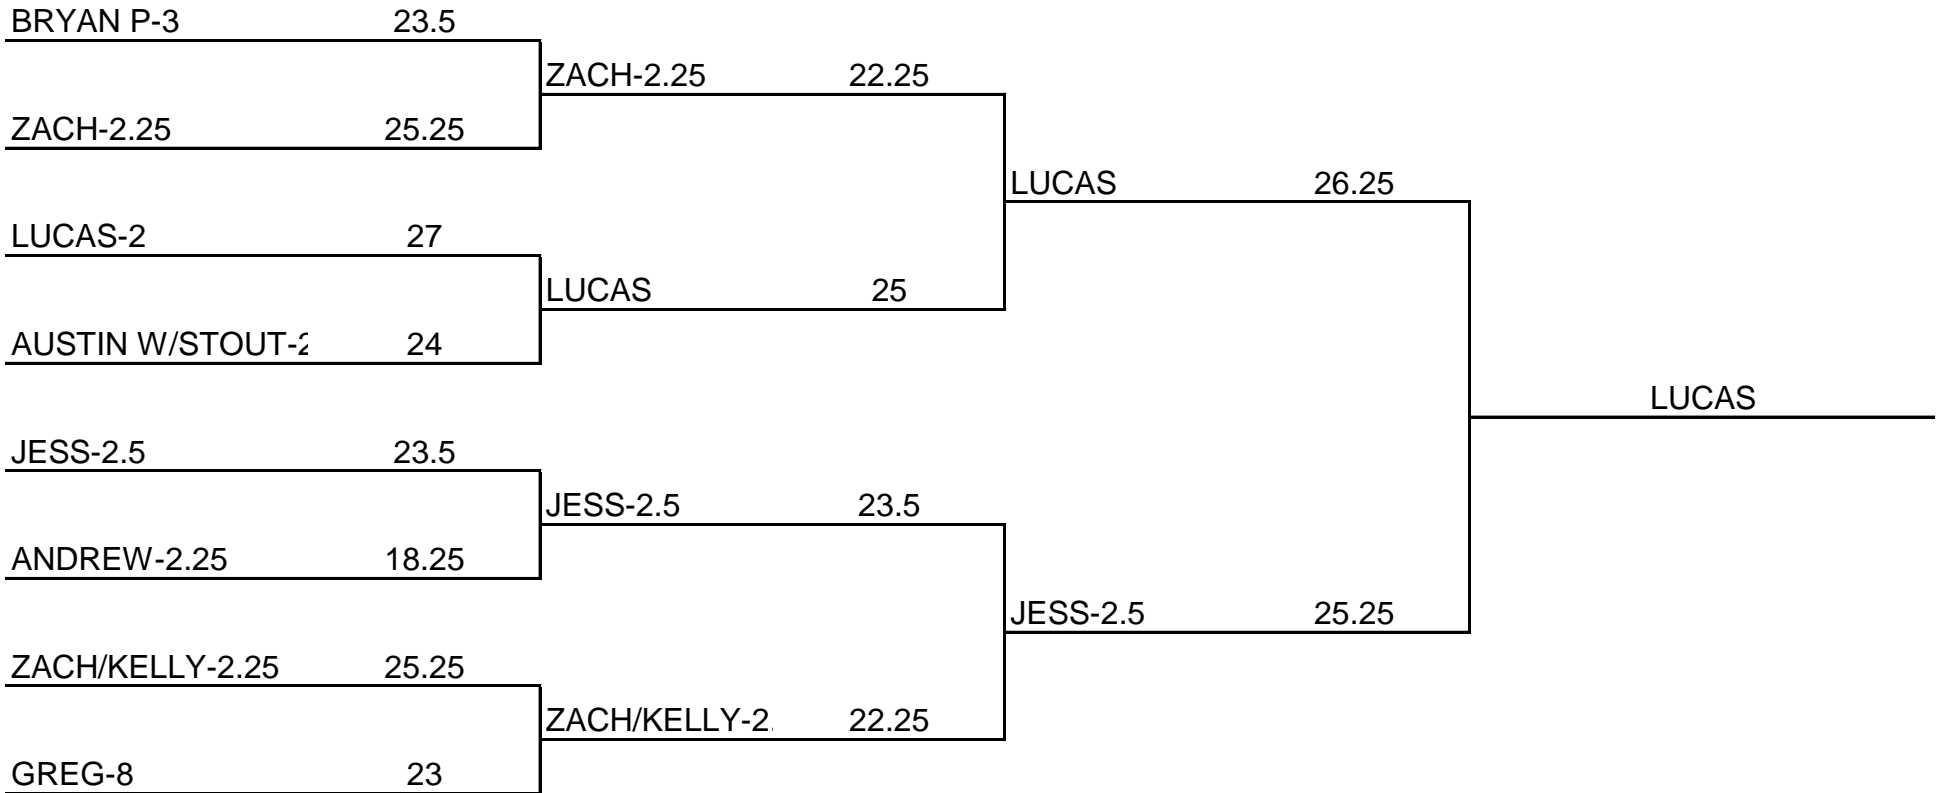 BRYAN P-3 23.5
ZACH-2.25 22.25
ZACH-2.25 25.25
LUCAS 26.25
LUCAS-2 27
LUCAS 25
AUSTIN W/STOUT-2 24
LUCAS
JESS-2.5 23.5
JESS-2.5 23.5
ANDREW-2.25 18.25
JESS-2.5 25.25
ZACH/KELLY-2.25 25.25
ZACH/KELLY-2. 22.25
GREG-8 23